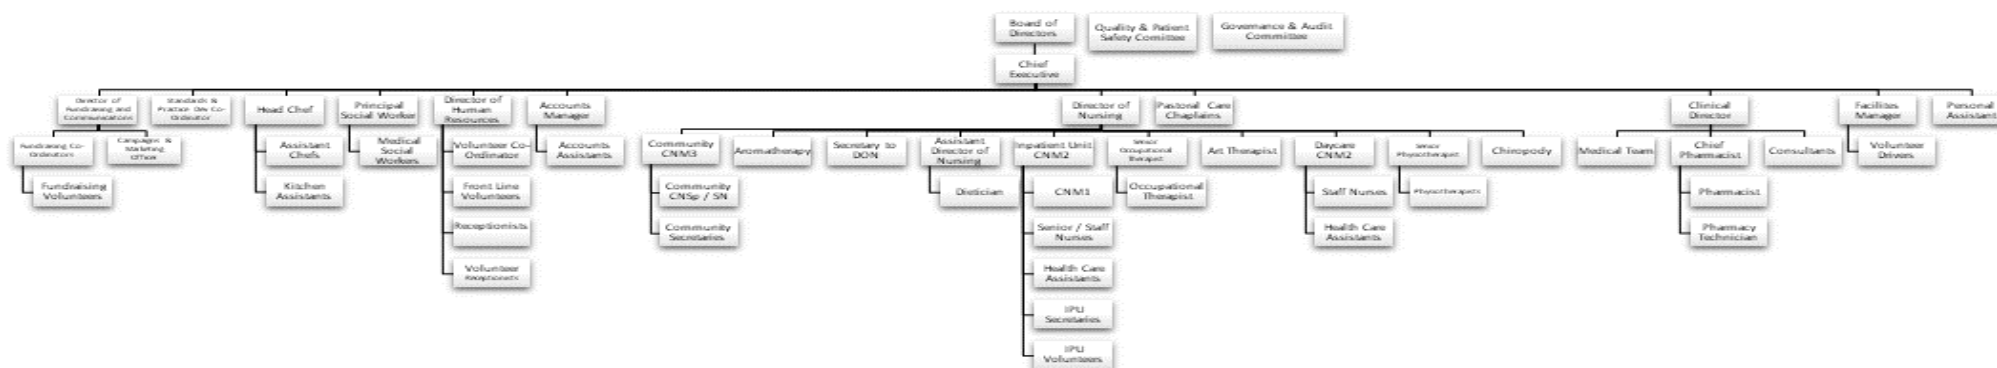 Board of
Directors
Quality & Patient
Safety Comittee
Governance & Audit
Committee
Chief
Executive
Director of
Fundraising and
Communications
Standards &
Practice Dev Co-
Ordinator
Head Chef
Principal
Social Worker
Director of
Human
Resources
Accounts
Manager
Director of
Nursing
Pastoral Care
Chaplains
Clinical
Director
Facilites
Manager
Personal
Assistant
Fundraising Co-
Ordinators
Campaigns &
Marketing
Officer
Assistant
Chefs
Medical
Social
Workers
Volunteer Co-
Ordinator
Accounts
Assistants
Community
CNM3
Aromatherapy
Secretary to
DON
Assistant
Director of
Nursing
Inpatient Unit
CNM2
Senior
Occupational
Therapist
Art Therapist
Daycare
CNM2
Senior
Physiotherapist
Chiropody
Medical Team
Chief
Pharmacist
Consultants
Volunteer
Drivers
Fundraising
Volunteers
Kitchen
Assistants
Front Line
Volunteers
Community
CNSp / SN
Dietician
CNM1
Occupational
Therapist
Staff Nurses
Physiotherapists
Pharmacist
Receptionists
Community
Secretaries
Senior / Staff
Nurses
Health Care
Assistants
Pharmacy
Technician
Volunteer
Receptionists
Health Care
Assistants
IPU
Secretaries
IPU
Volunteers